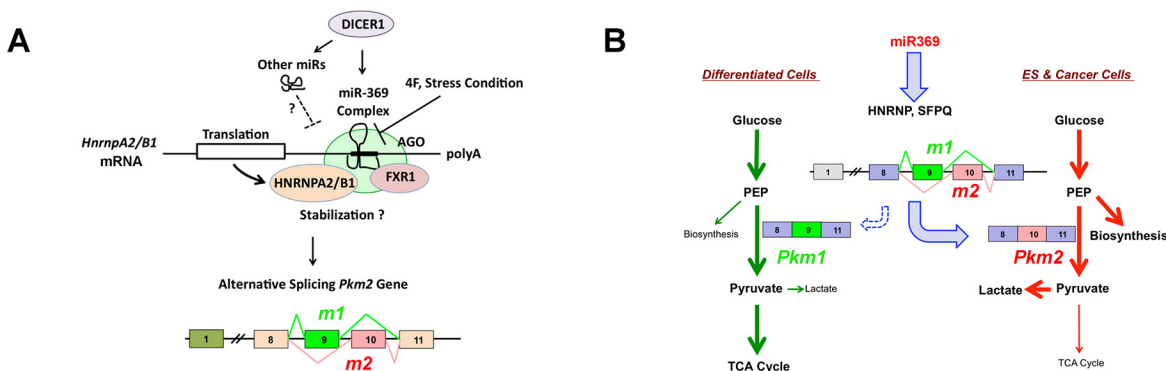 A
DICER1
Other miRs
?
miR-369
Complex
4F, Stress Condition
HnrnpA2/B1
mRNA
Translation
AGO
polyA
HNRNPA2/B1
FXR1
Stabilization ?
Alternative Splicing Pkm2 Gene
m1
1 8 9 10 11
m2
B
miR369
Differentiated Cells
ES & Cancer Cells
HNRNP, SFPQ
Glucose
Glucose
m1
1 8 9 10 11
m2
PEP
PEP
Biosynthesis
8 9 11
Pkm1
8 10 11
Pkm2
Biosynthesis
Pyruvate
Lactate
Lactate
Pyruvate
TCA Cycle
TCA Cycle